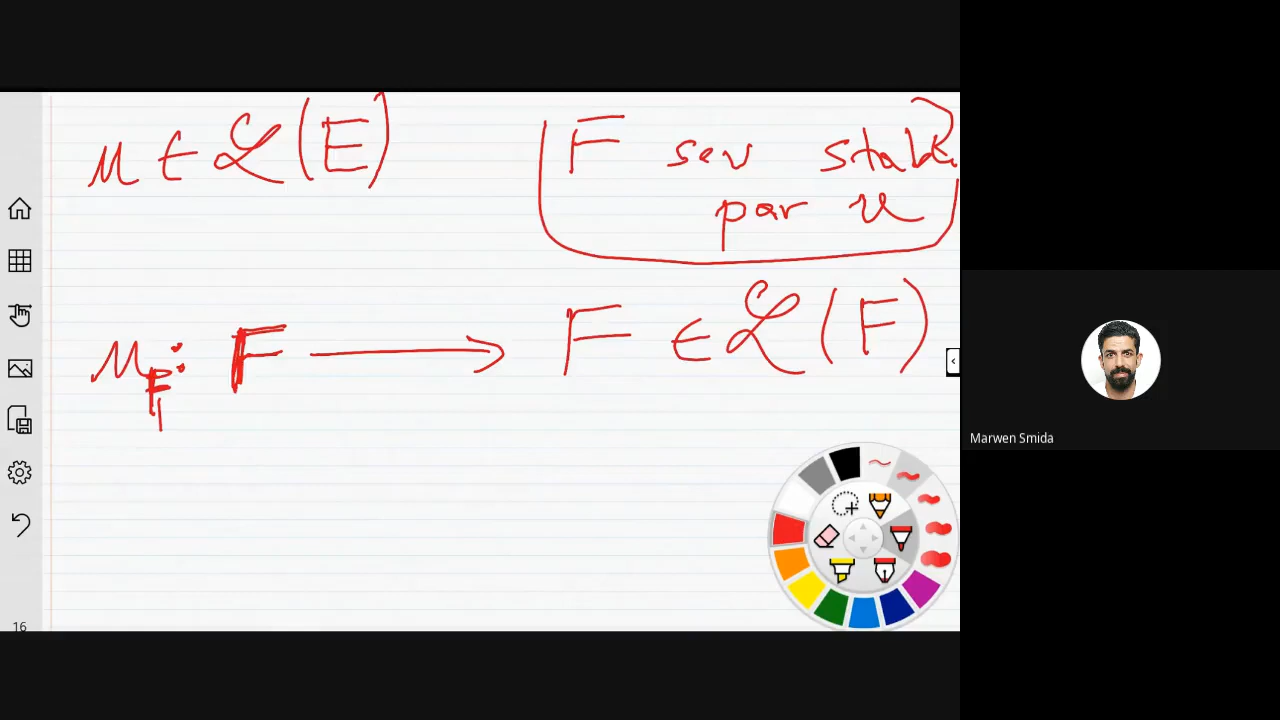 u ∈ ℒ(E)
F sev stable
par u
u_F : F ⟶ F ∈ ℒ(F)
Marwen Smida
16